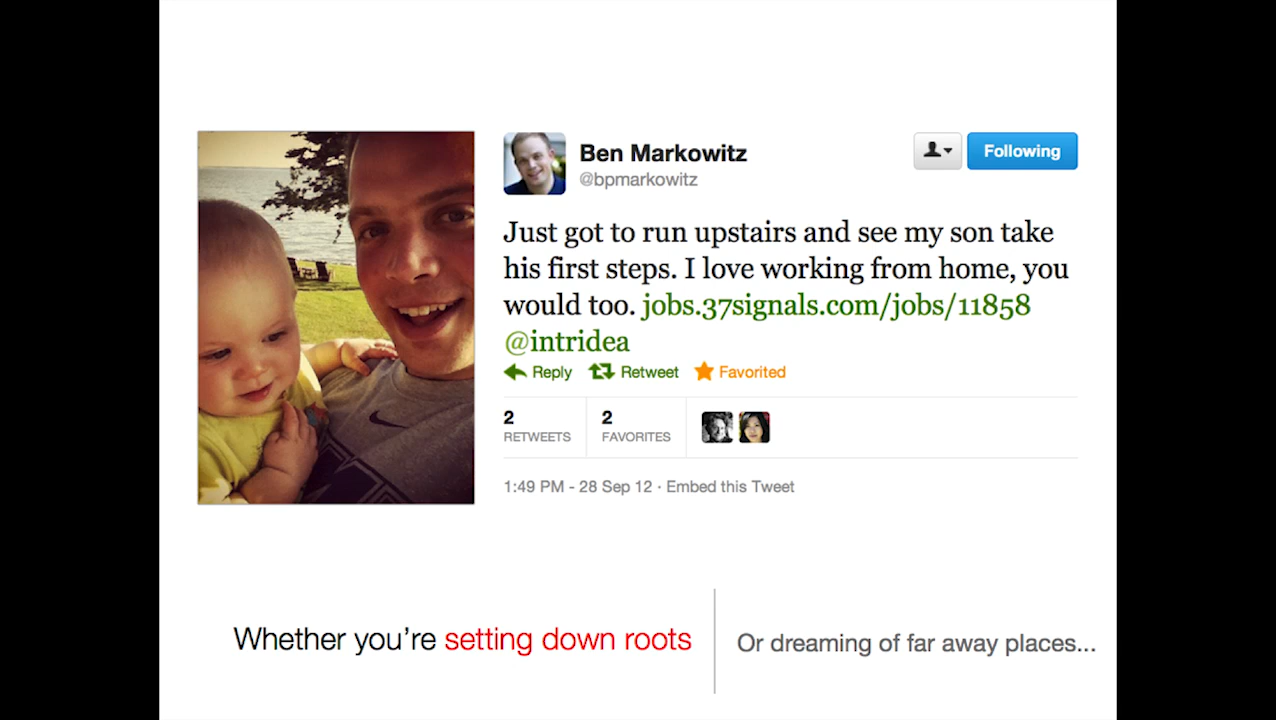 Ben Markowitz
@bpmarkowitz
Following
Just got to run upstairs and see my son take
his first steps. I love working from home, you
would too. jobs.37signals.com/jobs/11858
@intridea
Reply Retweet Favorited
2 2
RETWEETS FAVORITES
1:49 PM - 28 Sep 12 · Embed this Tweet
Whether you’re setting down roots
Or dreaming of far away places...